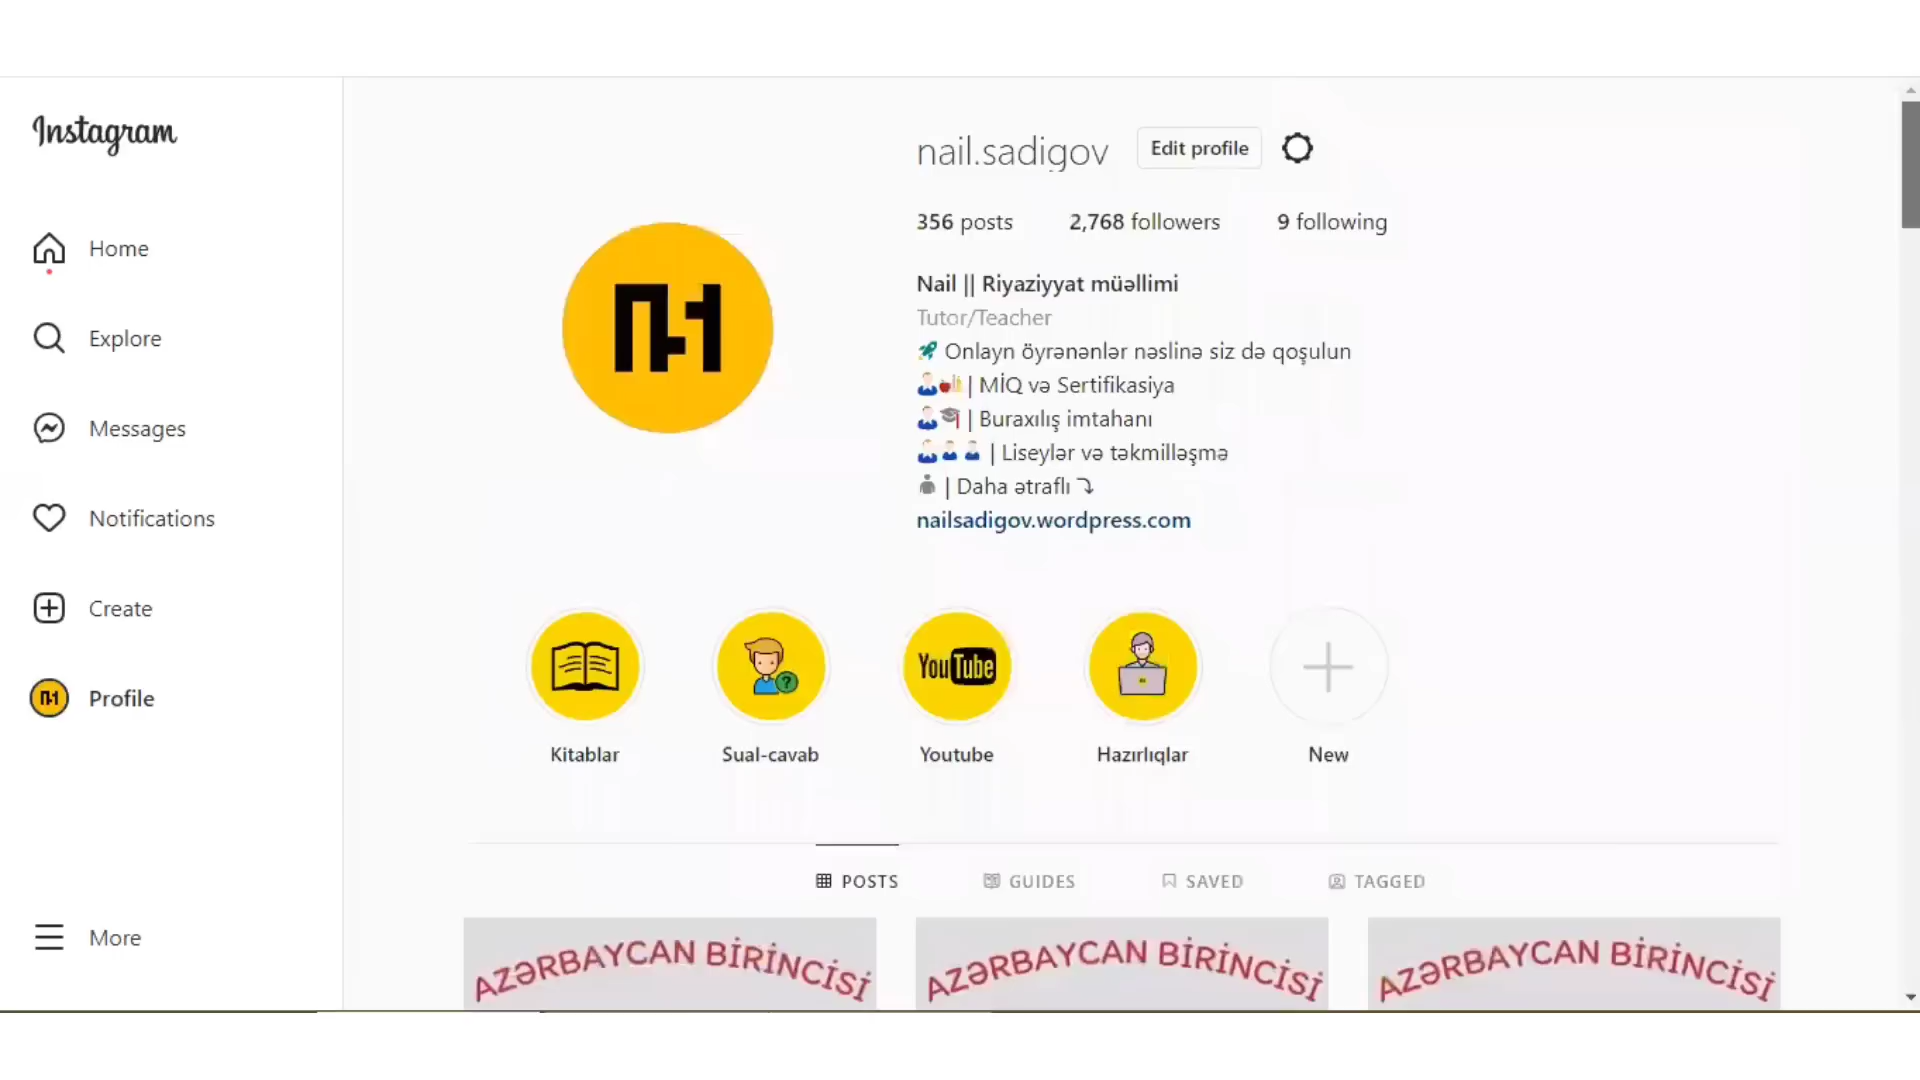 Instagram
Home
Explore
Messages
Notifications
Create
Profile
More
nail.sadigov
Edit profile
356 posts
2,768 followers
9 following
Nail || Riyaziyyat müəllimi
Tutor/Teacher
Onlayn öyrənənlər nəslinə siz də qoşulun
| MİQ və Sertifikasiya
| Buraxılış imtahanı
| Liseylər və təkmilləşmə
| Daha ətraflı ⤵
nailsadigov.wordpress.com
YouTube
Kitablar
Sual-cavab
Youtube
Hazırlıqlar
New
POSTS
GUIDES
SAVED
TAGGED
AZƏRBAYCAN BİRİNCİSİ
AZƏRBAYCAN BİRİNCİSİ
AZƏRBAYCAN BİRİNCİSİ